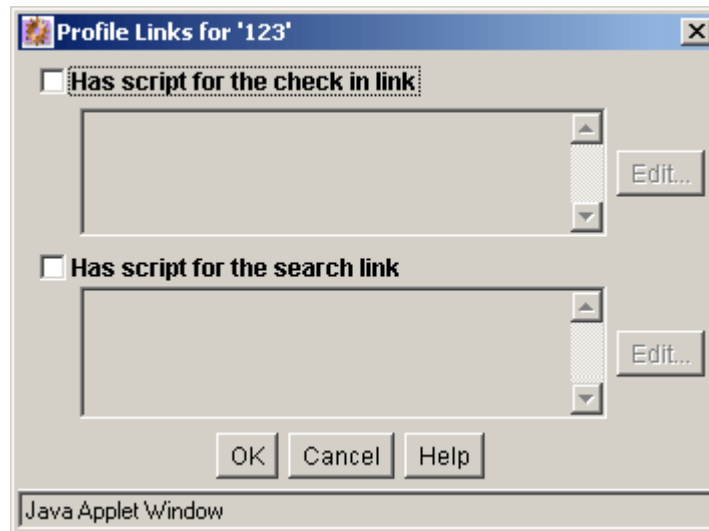 Profile Links for '123'
Has script for the check in link
Edit...
Has script for the search link
Edit...
OK Cancel Help
Java Applet Window